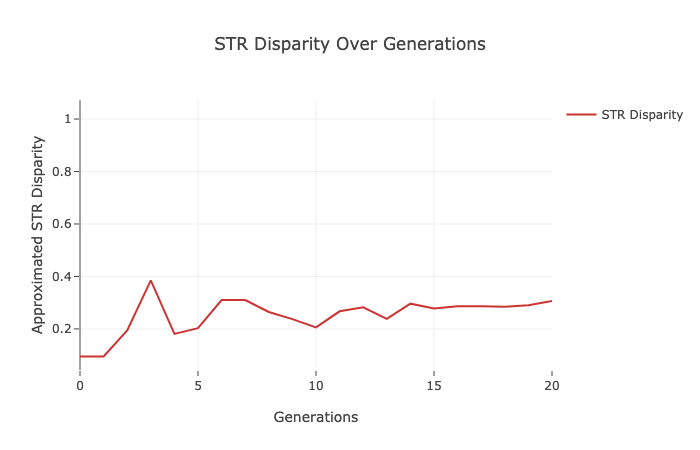 STR Disparity Over Generations
STR Disparity
Approximated STR Disparity
1
0.8
0.6
0.4
0.2
0 5 10 15 20
Generations